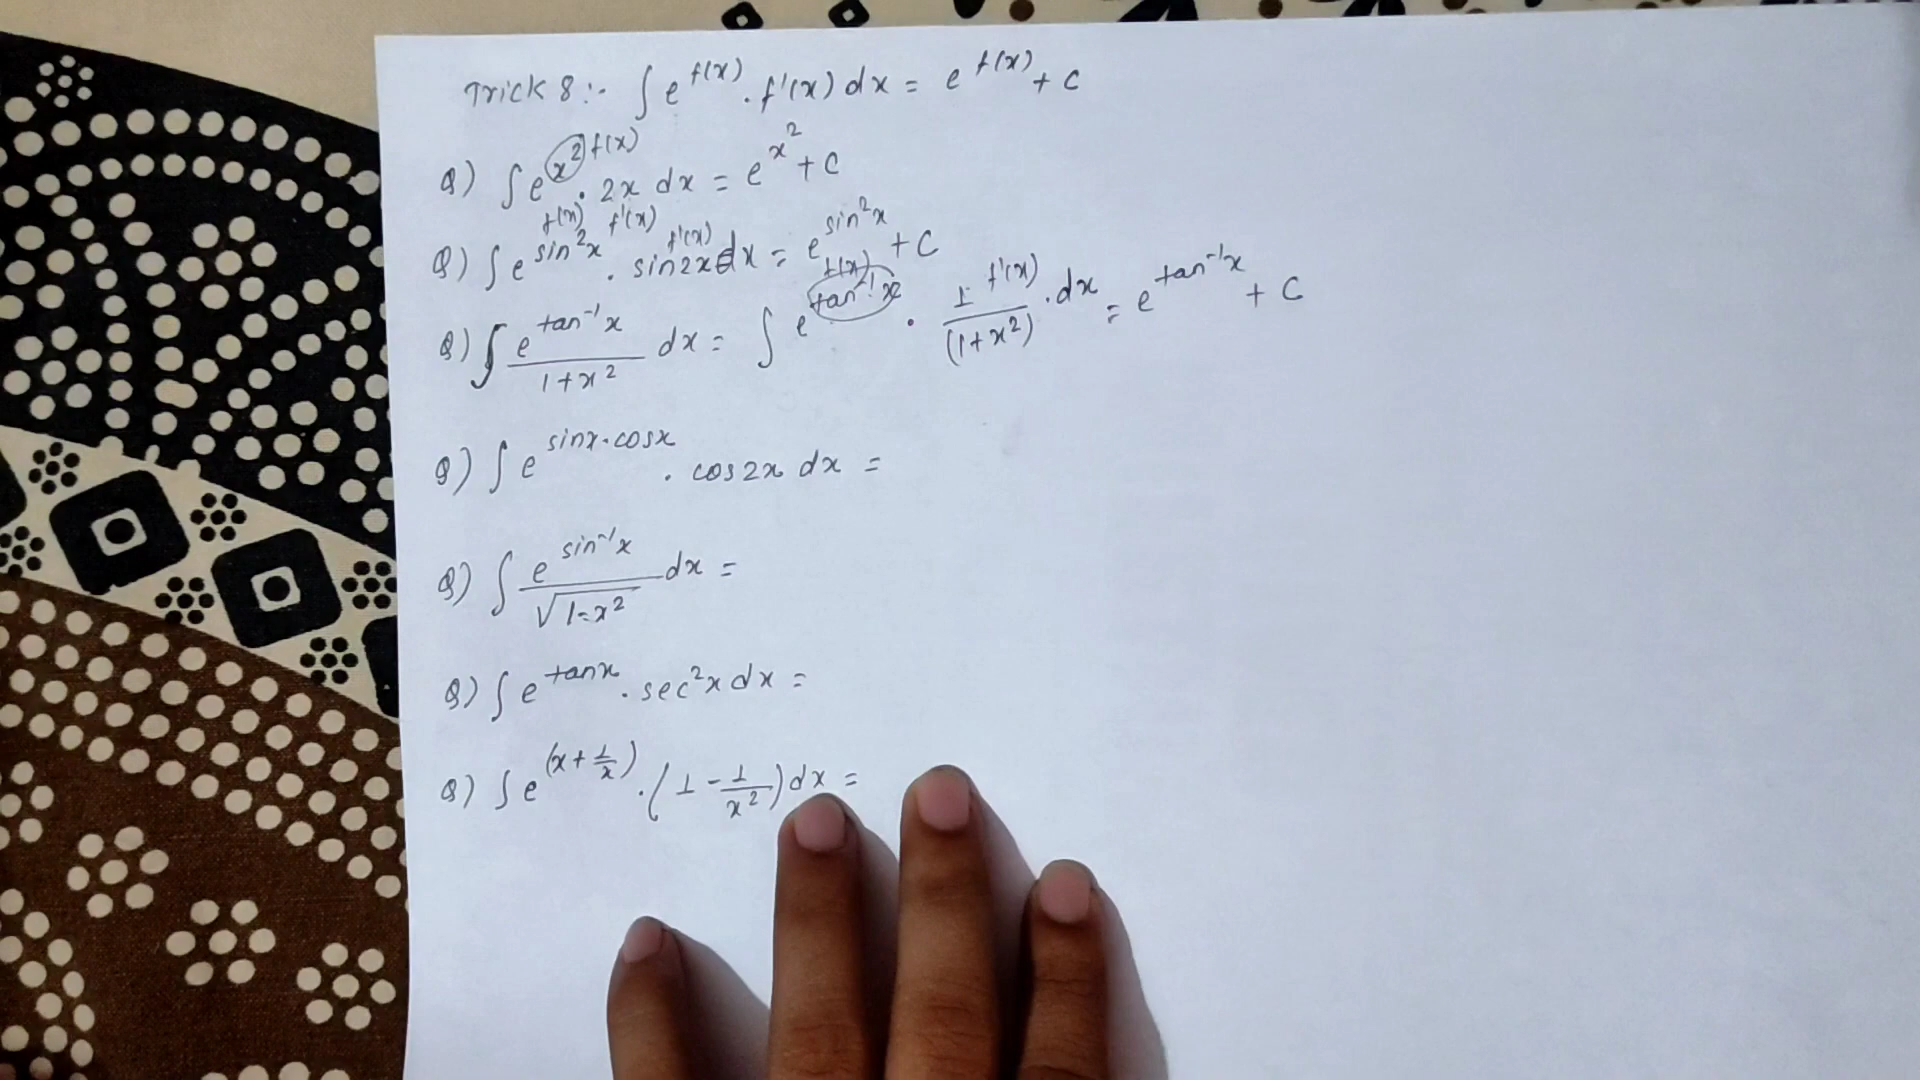 Trick 8 :- ∫ e^f(x) . f'(x) dx = e^f(x) + c
Q) ∫ e^x² f(x) . 2x dx = e^x² + c
f(x) f'(x) f'(x)
Q) ∫ e^sin²x . sin2x dx = e^sin²x + c
f(x) f'(x)
Q) ∫ e^tan⁻¹x / 1+x² dx = ∫ e^tan⁻¹x . 1/(1+x²) . dx = e^tan⁻¹x + c
Q) ∫ e^sinx.cosx . cos2x dx =
Q) ∫ e^sin⁻¹x / √1-x² dx =
Q) ∫ e^tanx . sec²x dx =
Q) ∫ e^(x + 1/x) . (1 - 1/x²) dx =